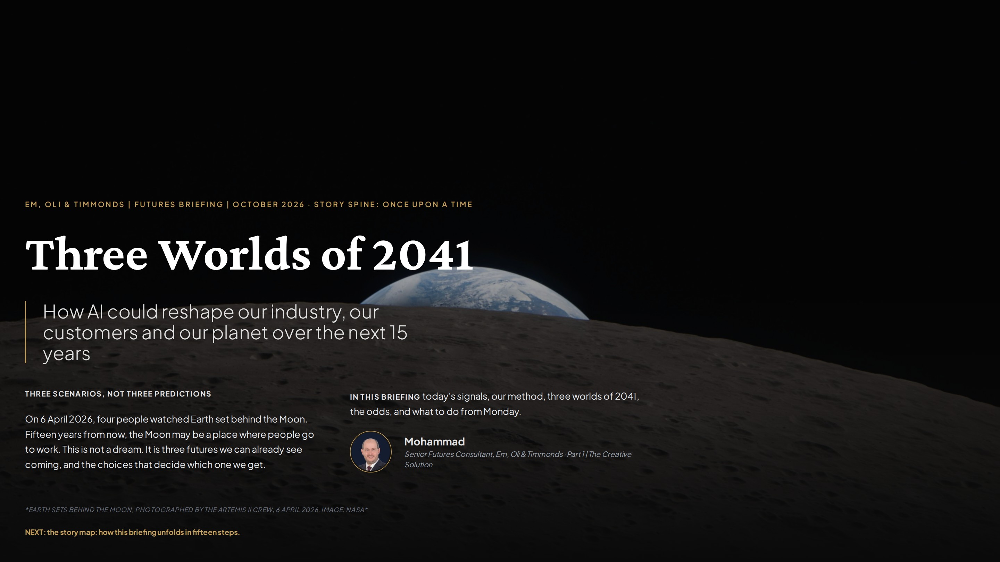 EM, OLI & TIMMONDS | FUTURES BRIEFING | OCTOBER 2026 · STORY SPINE: ONCE UPON A TIME
Three Worlds of 2041
How AI could reshape our industry, our
customers and our planet over the next 15
years
THREE SCENARIOS, NOT THREE PREDICTIONS
On 6 April 2026, four people watched Earth set behind the Moon.
Fifteen years from now, the Moon may be a place where people go
to work. This is not a dream. It is three futures we can already see
coming, and the choices that decide which one we get.
IN THIS BRIEFING today's signals, our method, three worlds of 2041,
the odds, and what to do from Monday.
Mohammad
Senior Futures Consultant, Em, Oli & Timmonds · Part 1 | The Creative
Solution
*EARTH SETS BEHIND THE MOON, PHOTOGRAPHED BY THE ARTEMIS II CREW, 6 APRIL 2026. IMAGE: NASA*
NEXT: the story map: how this briefing unfolds in fifteen steps.